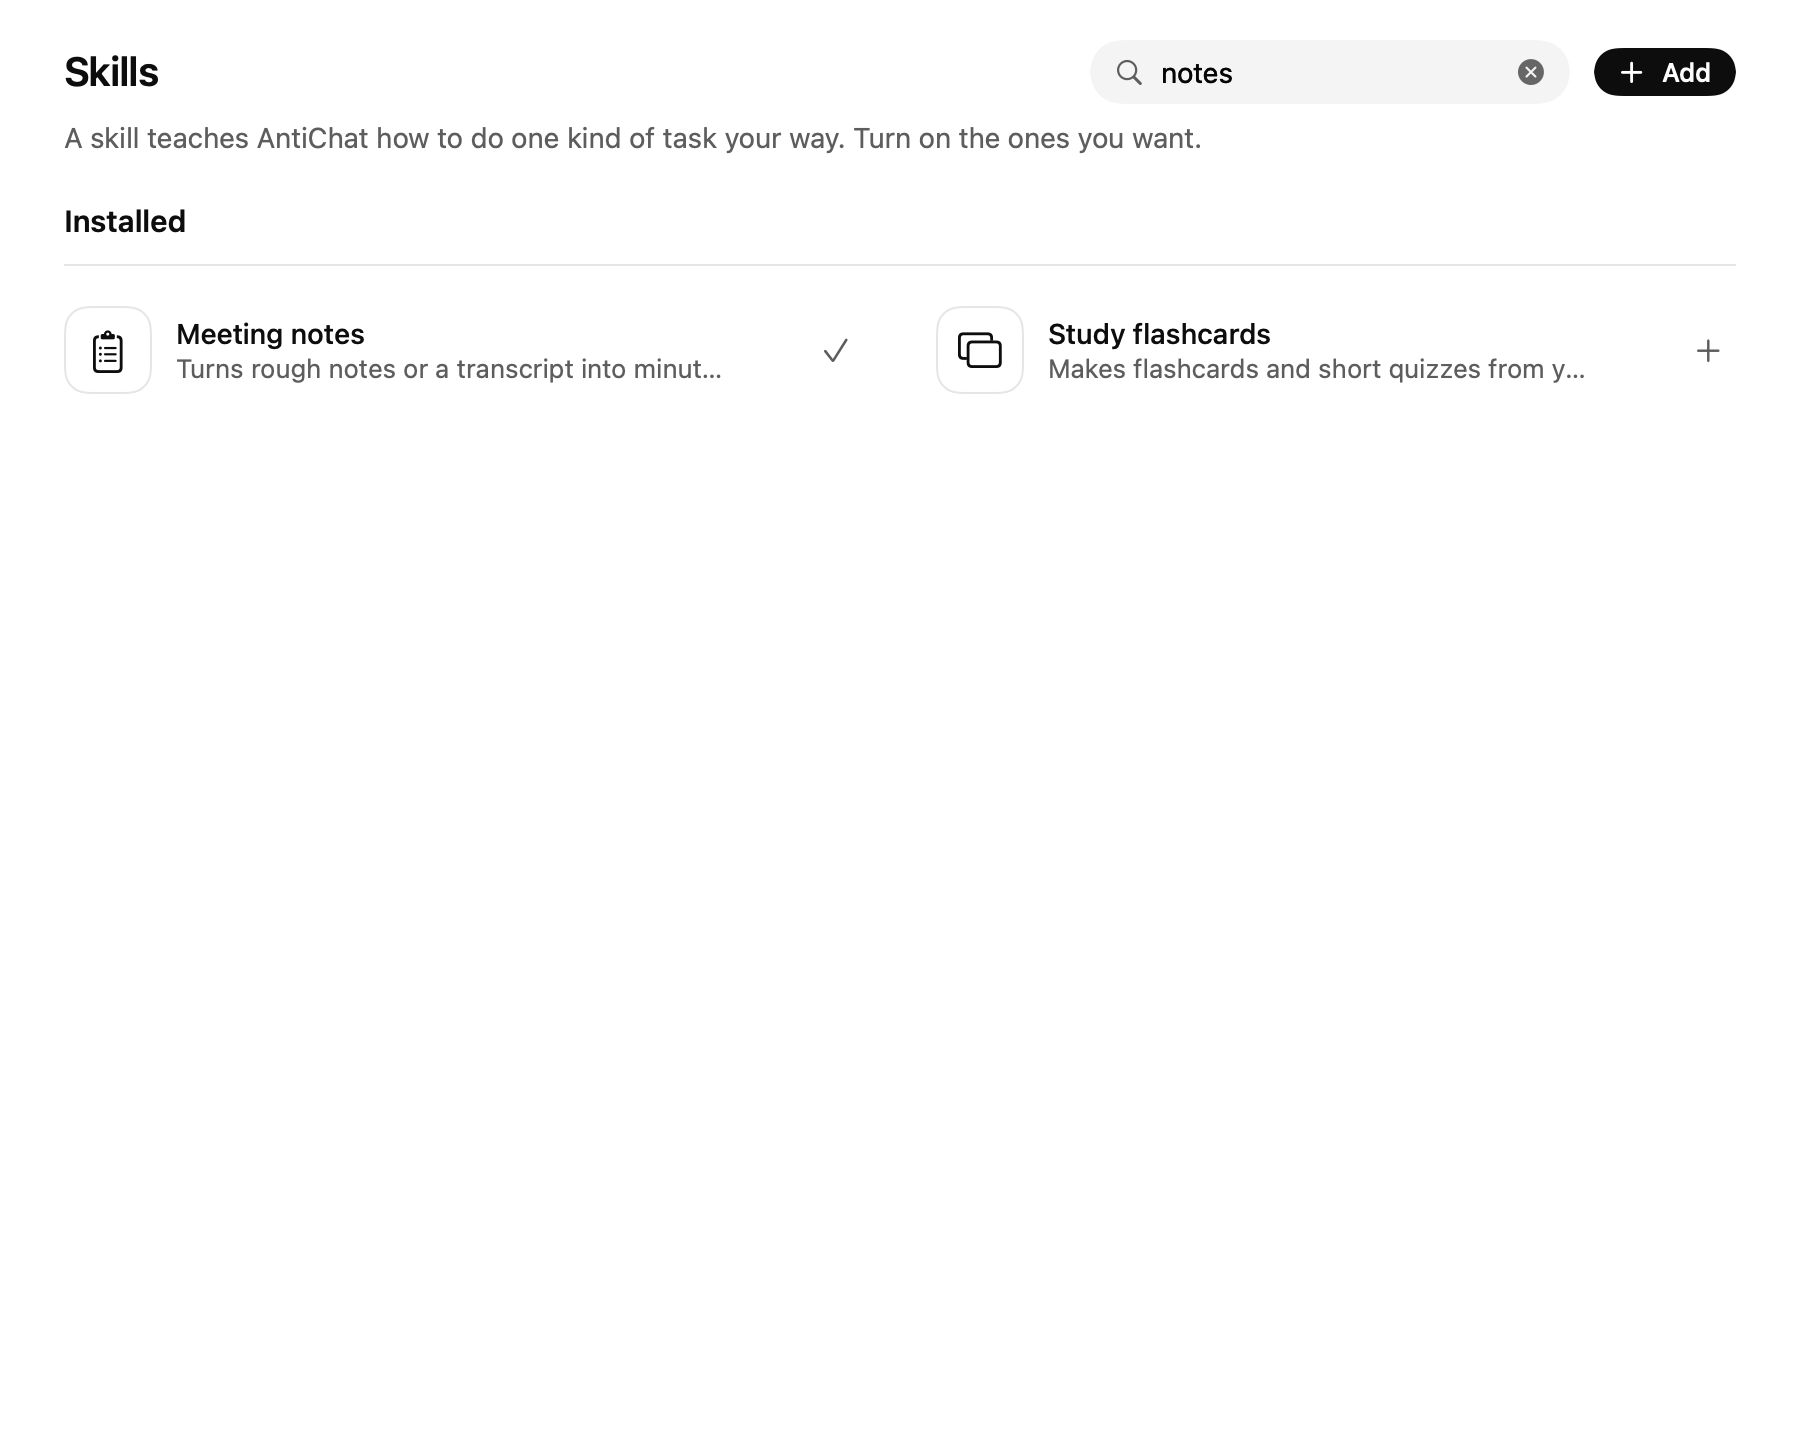 Skills
notes
Add
A skill teaches AntiChat how to do one kind of task your way. Turn on the ones you want.
Installed
Meeting notes
Turns rough notes or a transcript into minut...
Study flashcards
Makes flashcards and short quizzes from y...